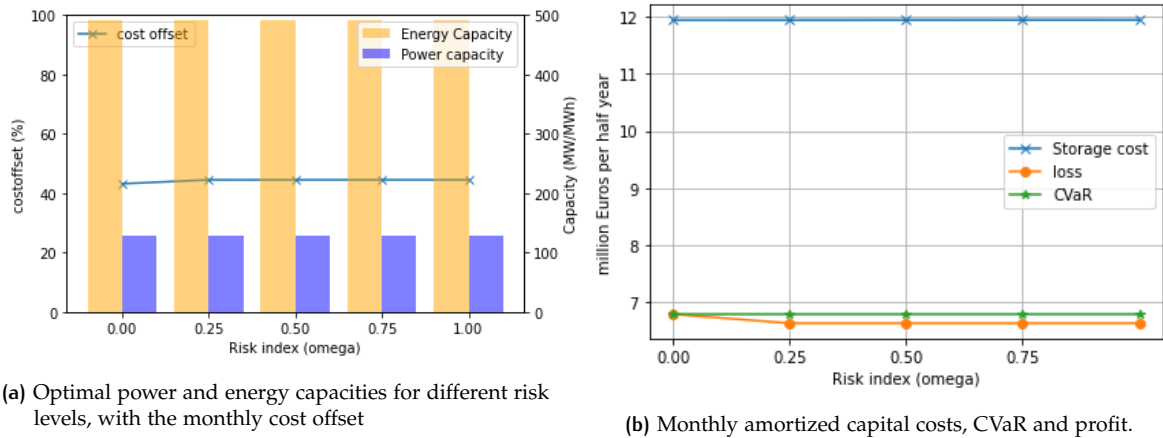 100
80
60
40
20
0
costoffset (%)
cost offset
Energy Capacity
Power capacity
500
400
300
200
100
0
Capacity (MW/MWh)
0.00 0.25 0.50 0.75 1.00
Risk index (omega)
(a) Optimal power and energy capacities for different risk
levels, with the monthly cost offset
12
11
10
9
8
7
million Euros per half year
Storage cost
loss
CVaR
0.00 0.25 0.50 0.75
Risk index (omega)
(b) Monthly amortized capital costs, CVaR and profit.